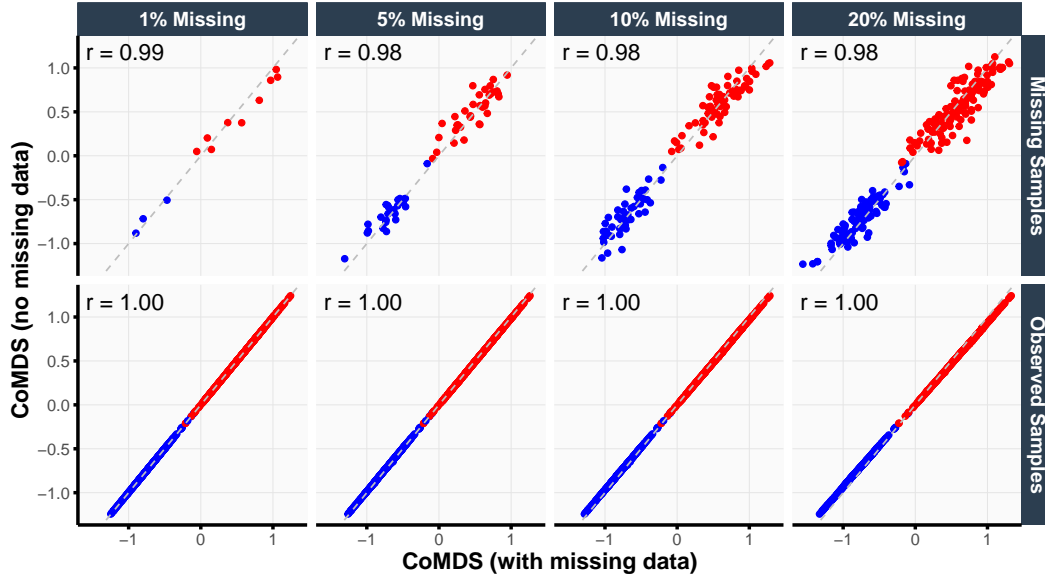 1% Missing
5% Missing
10% Missing
20% Missing
r = 0.99
r = 0.98
r = 0.98
r = 0.98
1.0
0.5
0.0
−0.5
−1.0
Missing Samples
r = 1.00
r = 1.00
r = 1.00
r = 1.00
1.0
0.5
0.0
−0.5
−1.0
Observed Samples
CoMDS (no missing data)
−1
0
1
−1
0
1
−1
0
1
−1
0
1
CoMDS (with missing data)